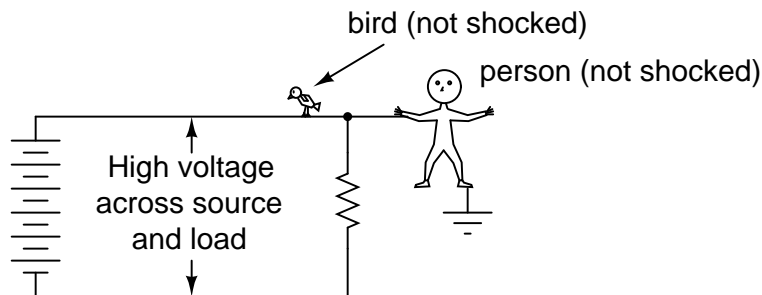 bird (not shocked)
person (not shocked)
High voltage
across source
and load